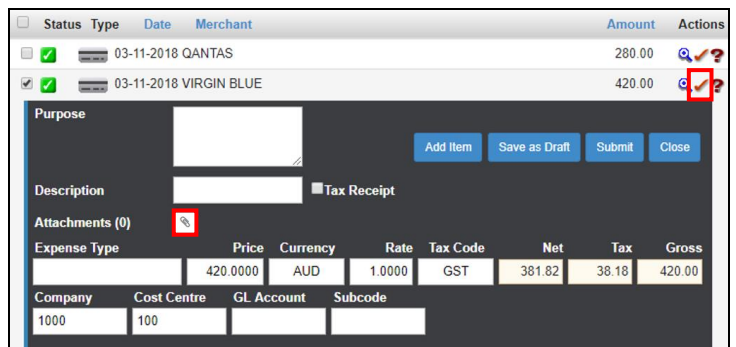 Status Type Date Merchant Amount Actions
03-11-2018 QANTAS 280.00 ?
03-11-2018 VIRGIN BLUE 420.00 ?
Purpose
Add Item Save as Draft Submit Close
Description Tax Receipt
Attachments (0)
Expense Type Price Currency Rate Tax Code Net Tax Gross
420.0000 AUD 1.0000 GST 381.82 38.18 420.00
Company Cost Centre GL Account Subcode
1000 100